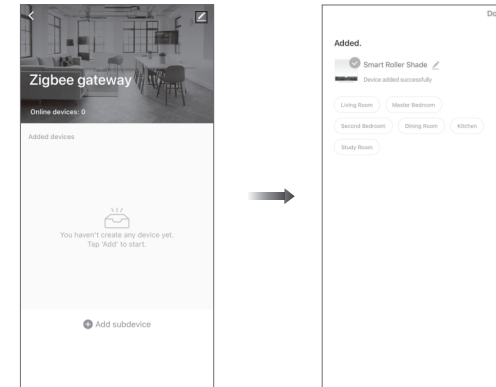 Zigbee gateway
Online devices: 0
Added devices
You haven't create any device yet.
Tap 'Add' to start.
Add subdevice
Added.
Smart Roller Shade
Device added successfully
Living Room
Master Bedroom
Second Bedroom
Dining Room
Kitchen
Study Room